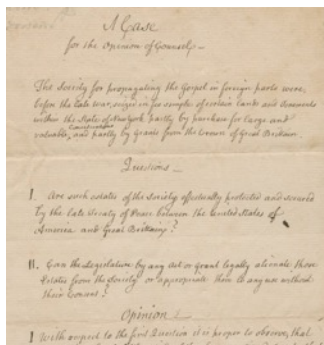 A Case
for the Opinion of Counsel —
The Society for propagating the Gospel in foreign parts were,
before the late war, seized in fee simple of certain lands and tenements
within the State of New York partly by purchase for large and
valuable considerations, and partly by Grants from the Crown of Great Britain.
Questions —
I. Are such estates of the Society effectually protected and secured
by the late Treaty of Peace between the United States of
America and Great Britain?
II. Can the Legislature by any Act or Grant legally alienate these
Estates from the Society or appropriate them to any use without
their Consent?
Opinion
I With respect to the first Question it is proper to observe, that